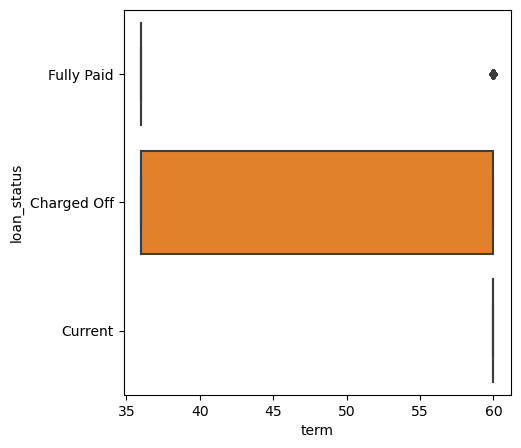 Fully Paid
Charged Off
Current
loan_status
35
40
45
50
55
60
term